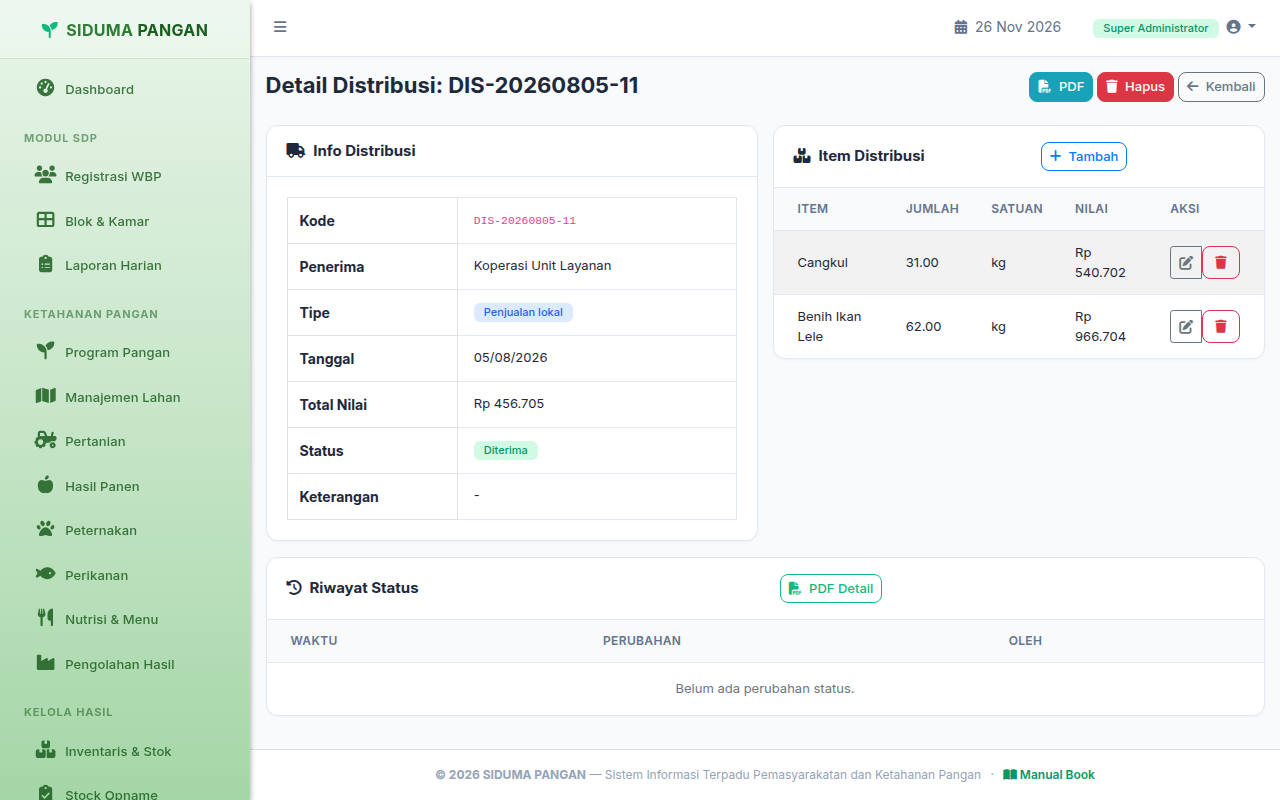 SIDUMA PANGAN
26 Nov 2026
Super Administrator
Dashboard
MODUL SDP
Registrasi WBP
Blok & Kamar
Laporan Harian
KETAHANAN PANGAN
Program Pangan
Manajemen Lahan
Pertanian
Hasil Panen
Peternakan
Perikanan
Nutrisi & Menu
Pengolahan Hasil
KELOLA HASIL
Inventaris & Stok
Stock Opname
Detail Distribusi: DIS-20260805-11
PDF
Hapus
Kembali
Info Distribusi
Kode DIS-20260805-11
Penerima Koperasi Unit Layanan
Tipe Penjualan lokal
Tanggal 05/08/2026
Total Nilai Rp 456.705
Status Diterima
Keterangan -
Item Distribusi
Tambah
ITEM JUMLAH SATUAN NILAI AKSI
Cangkul 31.00 kg Rp 540.702
Benih Ikan Lele 62.00 kg Rp 966.704
Riwayat Status
PDF Detail
WAKTU PERUBAHAN OLEH
Belum ada perubahan status.
© 2026 SIDUMA PANGAN — Sistem Informasi Terpadu Pemasyarakatan dan Ketahanan Pangan · Manual Book